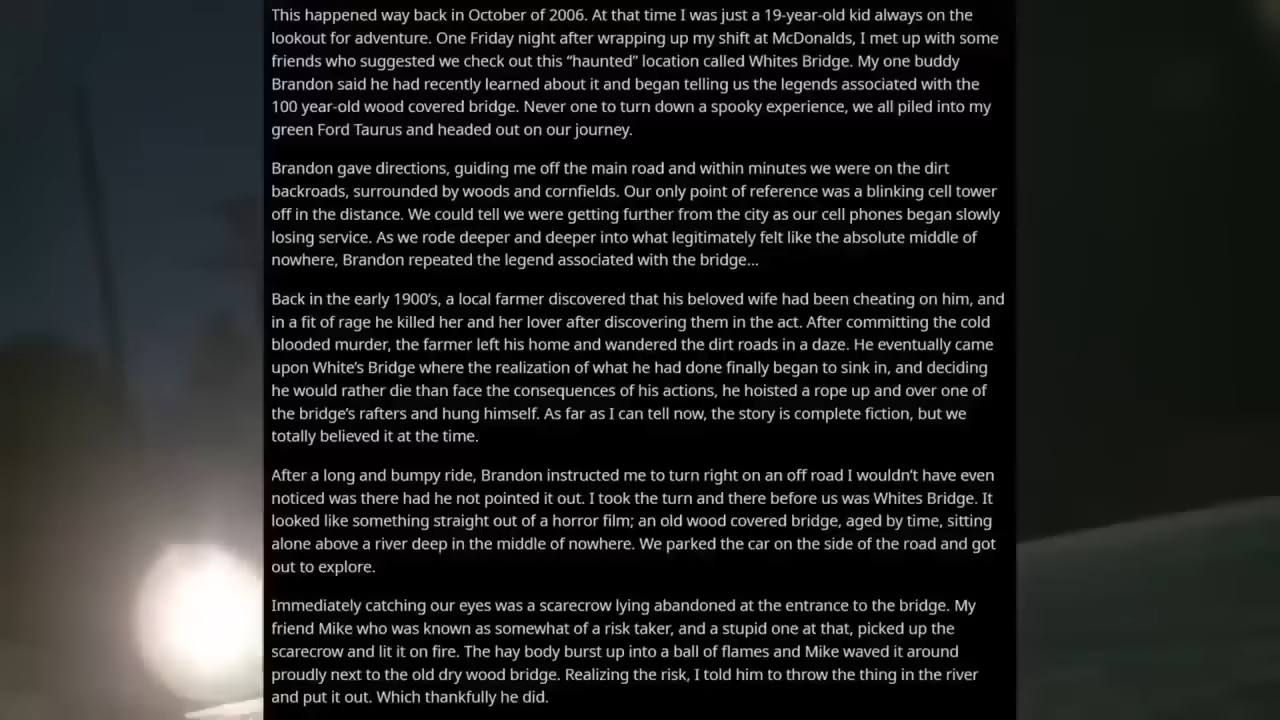 This happened way back in October of 2006. At that time I was just a 19-year-old kid always on the
lookout for adventure. One Friday night after wrapping up my shift at McDonalds, I met up with some
friends who suggested we check out this “haunted” location called Whites Bridge. My one buddy
Brandon said he had recently learned about it and began telling us the legends associated with the
100 year-old wood covered bridge. Never one to turn down a spooky experience, we all piled into my
green Ford Taurus and headed out on our journey.
Brandon gave directions, guiding me off the main road and within minutes we were on the dirt
backroads, surrounded by woods and cornfields. Our only point of reference was a blinking cell tower
off in the distance. We could tell we were getting further from the city as our cell phones began slowly
losing service. As we rode deeper and deeper into what legitimately felt like the absolute middle of
nowhere, Brandon repeated the legend associated with the bridge...
Back in the early 1900’s, a local farmer discovered that his beloved wife had been cheating on him, and
in a fit of rage he killed her and her lover after discovering them in the act. After committing the cold
blooded murder, the farmer left his home and wandered the dirt roads in a daze. He eventually came
upon White’s Bridge where the realization of what he had done finally began to sink in, and deciding
he would rather die than face the consequences of his actions, he hoisted a rope up and over one of
the bridge’s rafters and hung himself. As far as I can tell now, the story is complete fiction, but we
totally believed it at the time.
After a long and bumpy ride, Brandon instructed me to turn right on an off road I wouldn’t have even
noticed was there had he not pointed it out. I took the turn and there before us was Whites Bridge. It
looked like something straight out of a horror film; an old wood covered bridge, aged by time, sitting
alone above a river deep in the middle of nowhere. We parked the car on the side of the road and got
out to explore.
Immediately catching our eyes was a scarecrow lying abandoned at the entrance to the bridge. My
friend Mike who was known as somewhat of a risk taker, and a stupid one at that, picked up the
scarecrow and lit it on fire. The hay body burst up into a ball of flames and Mike waved it around
proudly next to the old dry wood bridge. Realizing the risk, I told him to throw the thing in the river
and put it out. Which thankfully he did.